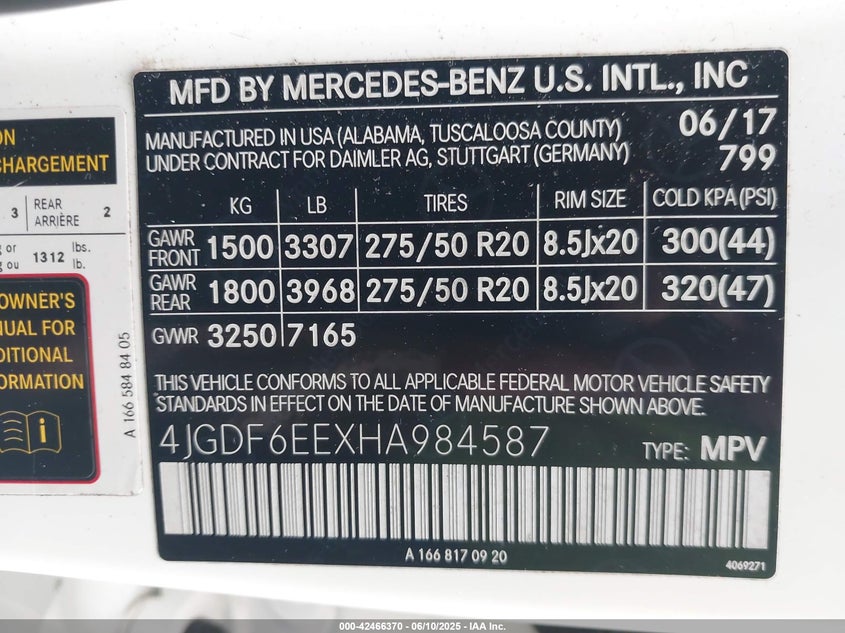 MFD BY MERCEDES-BENZ U.S. INTL., INC
MANUFACTURED IN USA (ALABAMA, TUSCALOOSA COUNTY) 06/17
UNDER CONTRACT FOR DAIMLER AG, STUTTGART (GERMANY) 799
KG LB TIRES RIM SIZE COLD KPA (PSI)
GAWR FRONT 1500 3307 275/50 R20 8.5Jx20 300(44)
GAWR REAR 1800 3968 275/50 R20 8.5Jx20 320(47)
GVWR 3250 7165
THIS VEHICLE CONFORMS TO ALL APPLICABLE FEDERAL MOTOR VEHICLE SAFETY
STANDARDS IN EFFECT ON THE DATE OF MANUFACTURE SHOWN ABOVE.
4JGDF6EEXHA984587 TYPE: MPV
A 166 817 09 20
4069271
ON
CHARGEMENT
3 REAR ARRIÈRE 2
g or 1312 lbs.
g ou lb.
OWNER'S
NUAL FOR
DITIONAL
FORMATION
A 166 584 84 05
000-42466370 - 06/10/2025 - IAA Inc.